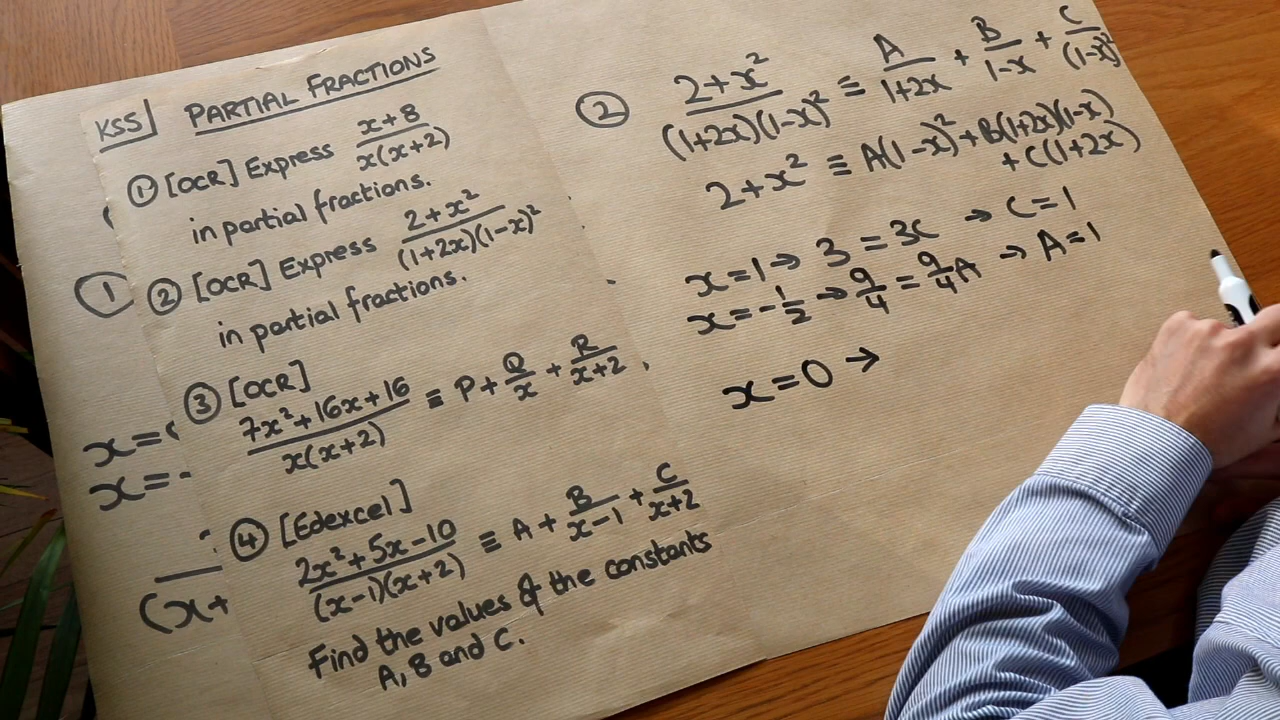 KS5 PARTIAL FRACTIONS
① [OCR] Express x+8/x(x+2)
in partial fractions.
② [OCR] Express 2+x²/(1+2x)(1-x)²
in partial fractions.
③ [OCR]
7x²+16x+16/x(x+2) ≡ P + Q/x + R/x+2,
④ [Edexcel]
2x²+5x-10/(x-1)(x+2) ≡ A + B/x-1 + C/x+2
Find the values of the constants
A, B and C.
①
x=
x=-
(x+
② 2+x²/(1+2x)(1-x)² ≡ A/1+2x + B/1-x + C/(1-x)²
2+x² ≡ A(1-x)² + B(1+2x)(1-x)
+ C(1+2x)
x=1 → 3 = 3C → C=1
x=-1/2 → 9/4 = 9/4A → A=1
x=0 →